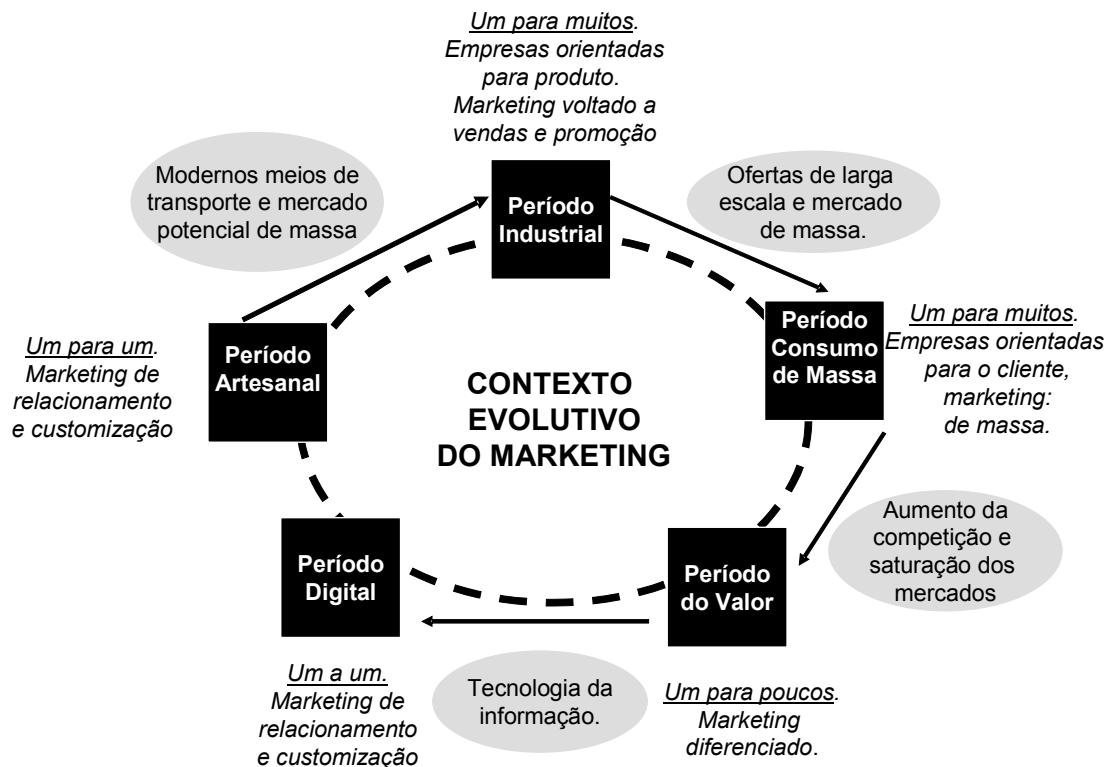 Um para muitos.
Empresas orientadas
para produto.
Marketing voltado a
vendas e promoção
Modernos meios de
transporte e mercado
potencial de massa
Período
Industrial
Ofertas de larga
escala e mercado
de massa.
Um para um.
Marketing de
relacionamento
e customização
Período
Artesanal
CONTEXTO
EVOLUTIVO
DO MARKETING
Período
Consumo
de Massa
Um para muitos.
Empresas orientadas
para o cliente,
marketing:
de massa.
Aumento da
competição e
saturação dos
mercados
Período
Digital
Período
do Valor
Um a um.
Marketing de
relacionamento
e customização
Tecnologia da
informação.
Um para poucos.
Marketing
diferenciado.